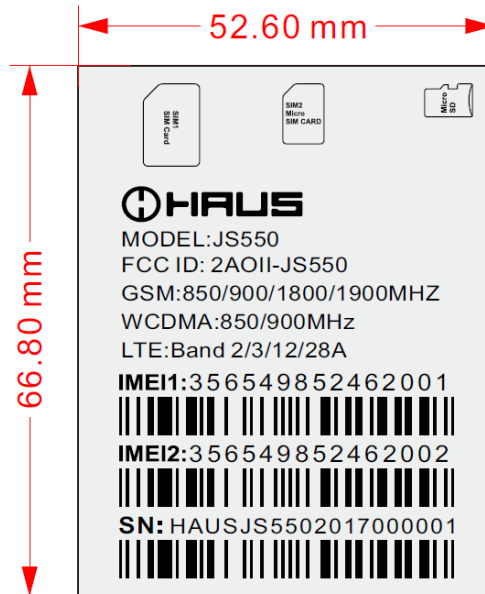 52.60 mm
66.80 mm
SIM1
SIM Card
SIM2
Micro
SIM CARD
Micro
SD
HAUS
MODEL:JS550
FCC ID: 2AOII-JS550
GSM:850/900/1800/1900MHZ
WCDMA:850/900MHz
LTE:Band 2/3/12/28A
IMEI1:356549852462001
IMEI2:356549852462002
SN: HAUSJS5502017000001